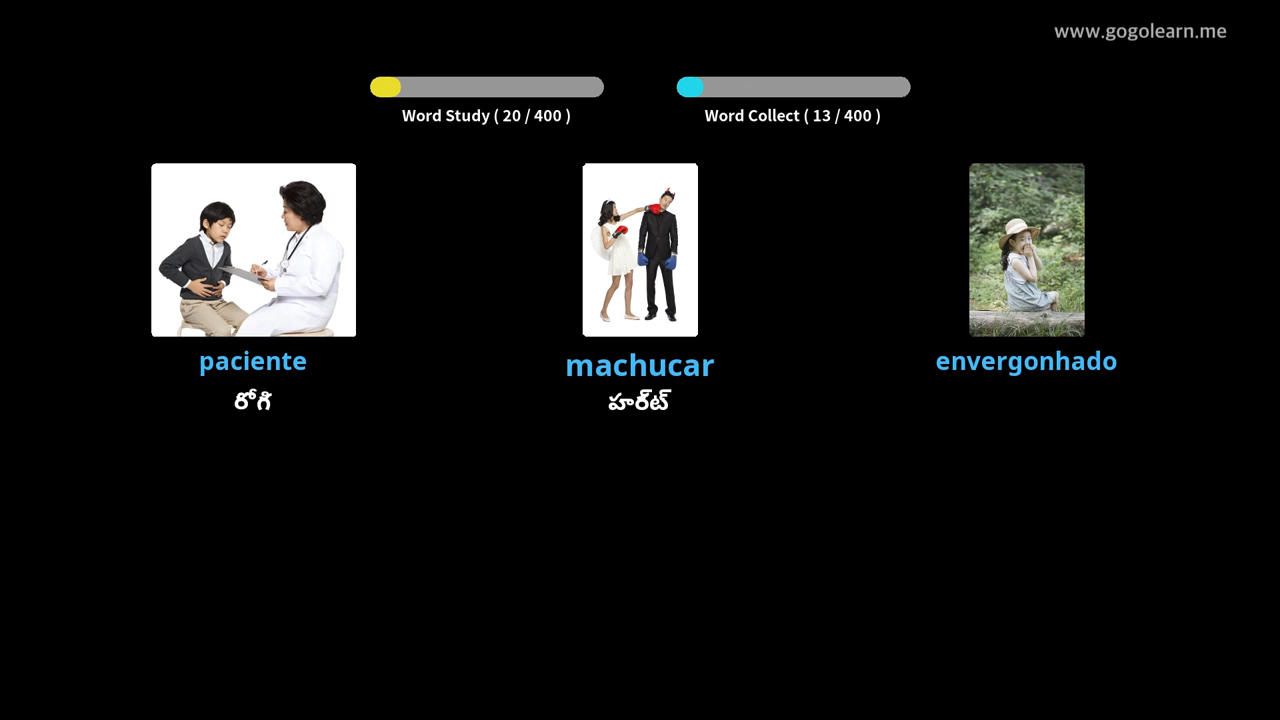 www.gogolearn.me
Word Study ( 20 / 400 )
Word Collect ( 13 / 400 )
paciente
machucar
envergonhado
రోగి
హర్ట్